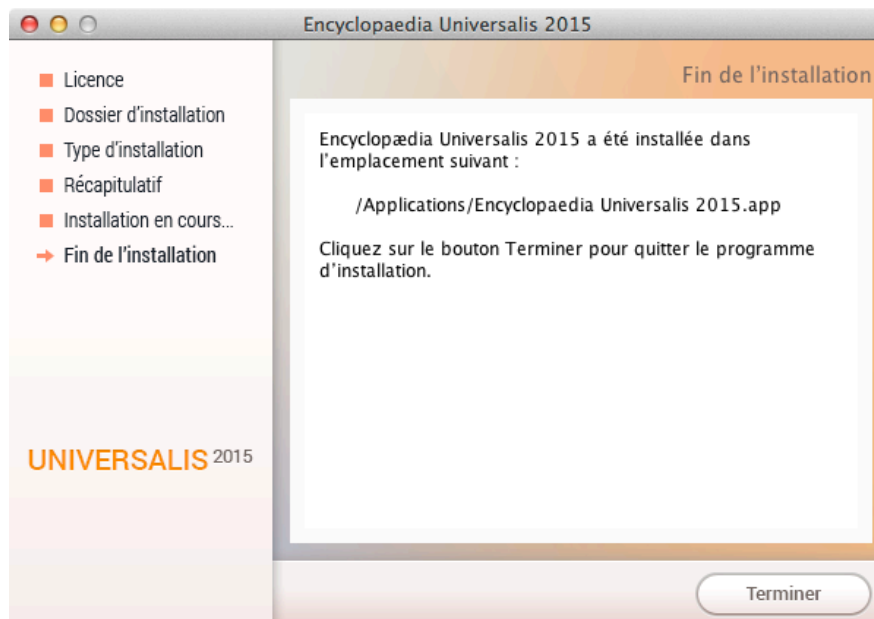 Encyclopaedia Universalis 2015
Licence
Dossier d'installation
Type d'installation
Récapitulatif
Installation en cours...
Fin de l'installation
UNIVERSALIS 2015
Fin de l'installation
Encyclopædia Universalis 2015 a été installée dans
l'emplacement suivant :
/Applications/Encyclopaedia Universalis 2015.app
Cliquez sur le bouton Terminer pour quitter le programme
d'installation.
Terminer